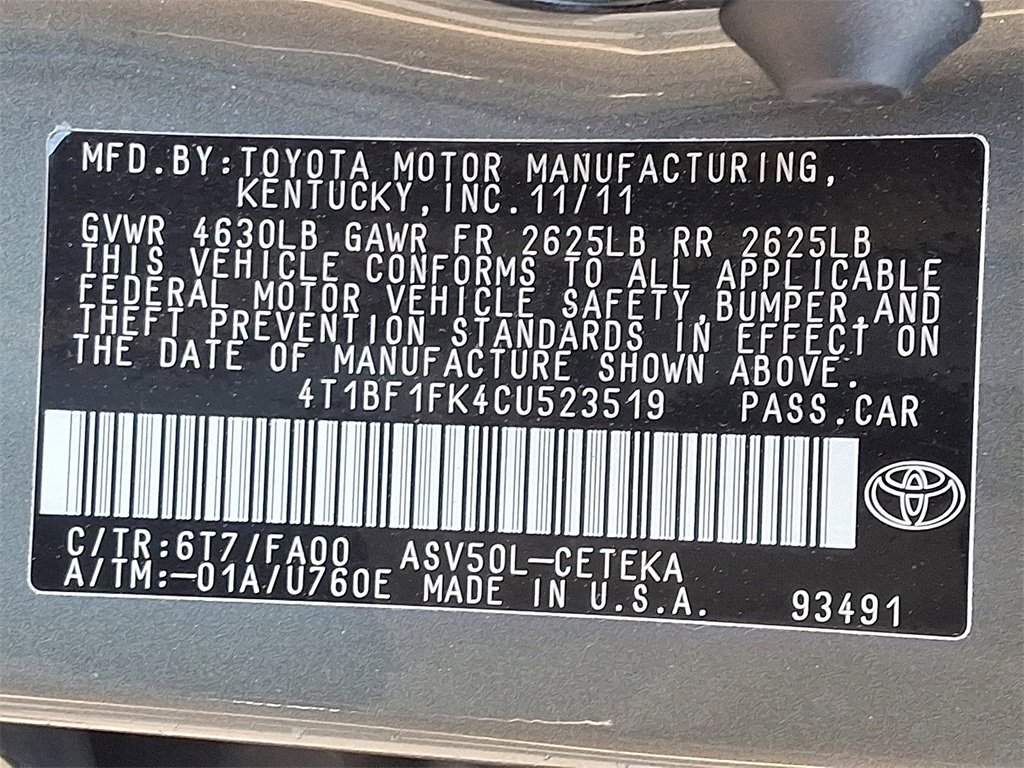 MFD.BY:TOYOTA MOTOR MANUFACTURING,
KENTUCKY,INC.11/11
GVWR 4630LB GAWR FR 2625LB RR 2625LB
THIS VEHICLE CONFORMS TO ALL APPLICABLE
FEDERAL MOTOR VEHICLE SAFETY,BUMPER,AND
THEFT PREVENTION STANDARDS IN EFFECT ON
THE DATE OF MANUFACTURE SHOWN ABOVE.
4T1BF1FK4CU523519 PASS.CAR
C/TR:6T7/FA00 ASV50L-CETEKA
A/TM:-01A/U760E MADE IN U.S.A. 93491